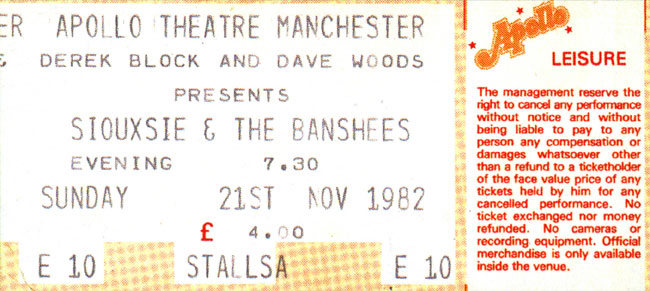 ER APOLLO THEATRE MANCHESTER
& DEREK BLOCK AND DAVE WOODS
PRESENTS
SIOUXSIE & THE BANSHEES
EVENING 7.30
SUNDAY 21ST NOV 1982
£ 4.00
E 10 STALLSA E 10
Apollo
LEISURE
The management reserve the
right to cancel any performance
without notice and without
being liable to pay to any
person any compensation or
damages whatsoever other
than a refund to a ticketholder
of the face value price of any
tickets held by him for any
cancelled performance. No
ticket exchanged nor money
refunded. No cameras or
recording equipment. Official
merchandise is only available
inside the venue.